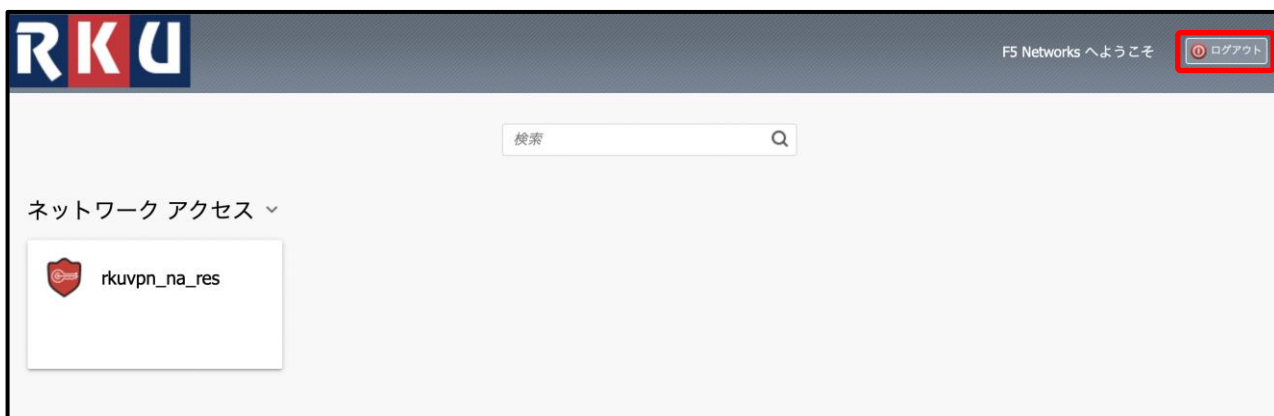 RKU
F5 Networks へようこそ
ログアウト
検索
ネットワーク アクセス
rkuvpn_na_res